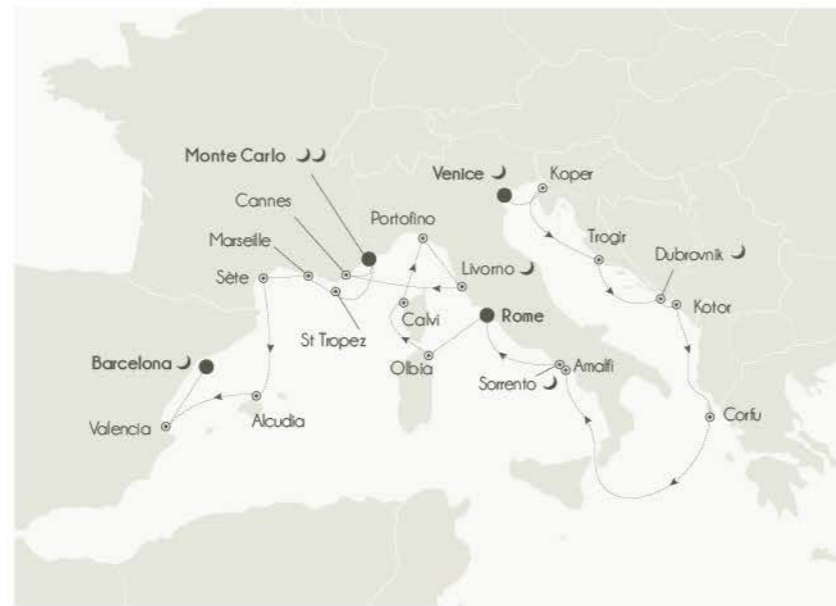 Monte Carlo
Venice
Koper
Cannes
Portofino
Marseille
Trogir
Dubrovnik
Sète
Livorno
Kotor
Calvi
Rome
St Tropez
Barcelona
Olbia
Amalfi
Sorrento
Valencia
Alcudia
Corfu